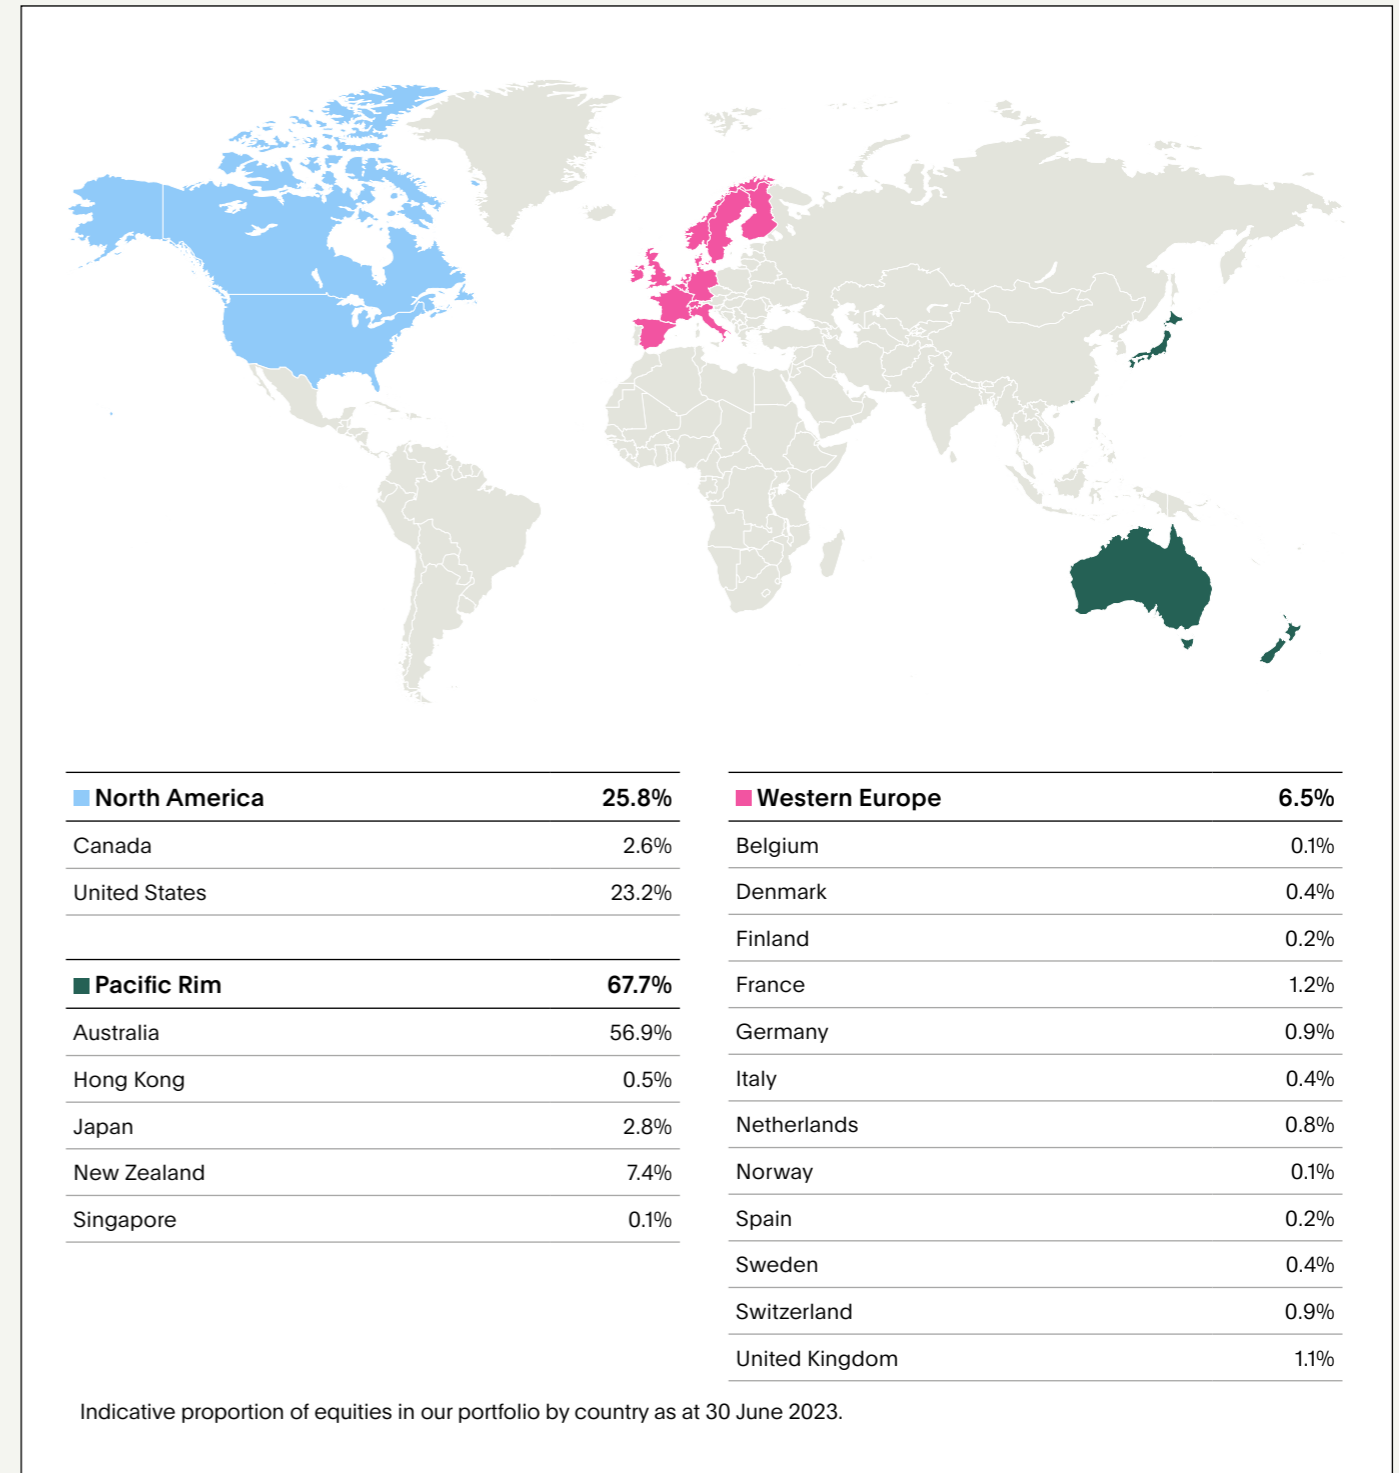 North America 25.8%
Canada 2.6%
United States 23.2%
Pacific Rim 67.7%
Australia 56.9%
Hong Kong 0.5%
Japan 2.8%
New Zealand 7.4%
Singapore 0.1%
Western Europe 6.5%
Belgium 0.1%
Denmark 0.4%
Finland 0.2%
France 1.2%
Germany 0.9%
Italy 0.4%
Netherlands 0.8%
Norway 0.1%
Spain 0.2%
Sweden 0.4%
Switzerland 0.9%
United Kingdom 1.1%
Indicative proportion of equities in our portfolio by country as at 30 June 2023.